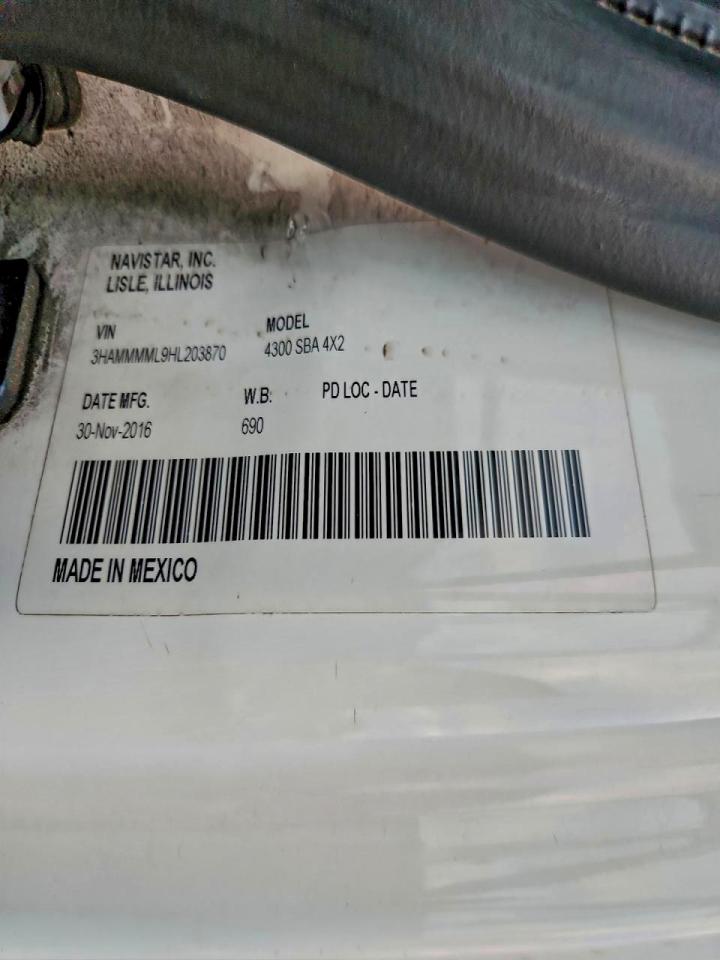 NAVISTAR, INC.
LISLE, ILLINOIS
VIN MODEL
3HAMMMML9HL203870 4300 SBA 4X2
DATE MFG. W.B: PD LOC - DATE
30-Nov-2016 690
MADE IN MEXICO